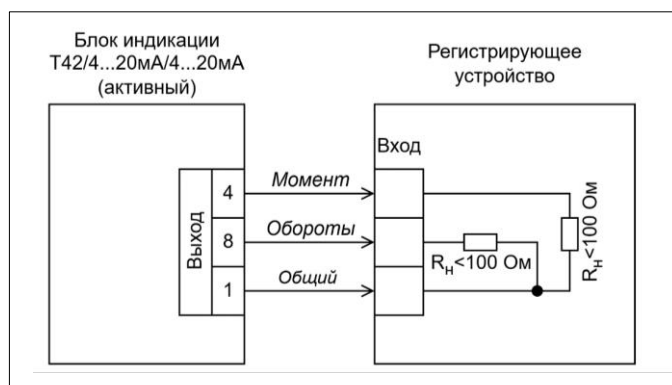 Блок индикации
Т42/4...20мА/4...20мА
(активный)
Регистрирующее
устройство
Вход
Выход
4
Момент
8
Обороты
1
Общий
Rн<100 Ом
Rн<100 Ом